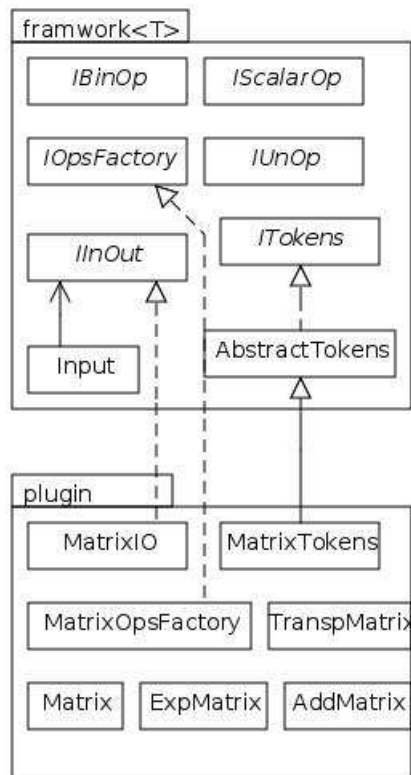 framwork<T>
IBinOp
IScalarOp
IOpsFactory
IUnOp
IInOut
ITokens
Input
AbstractTokens
plugin
MatrixIO
MatrixTokens
MatrixOpsFactory
TranspMatrix
Matrix
ExpMatrix
AddMatrix